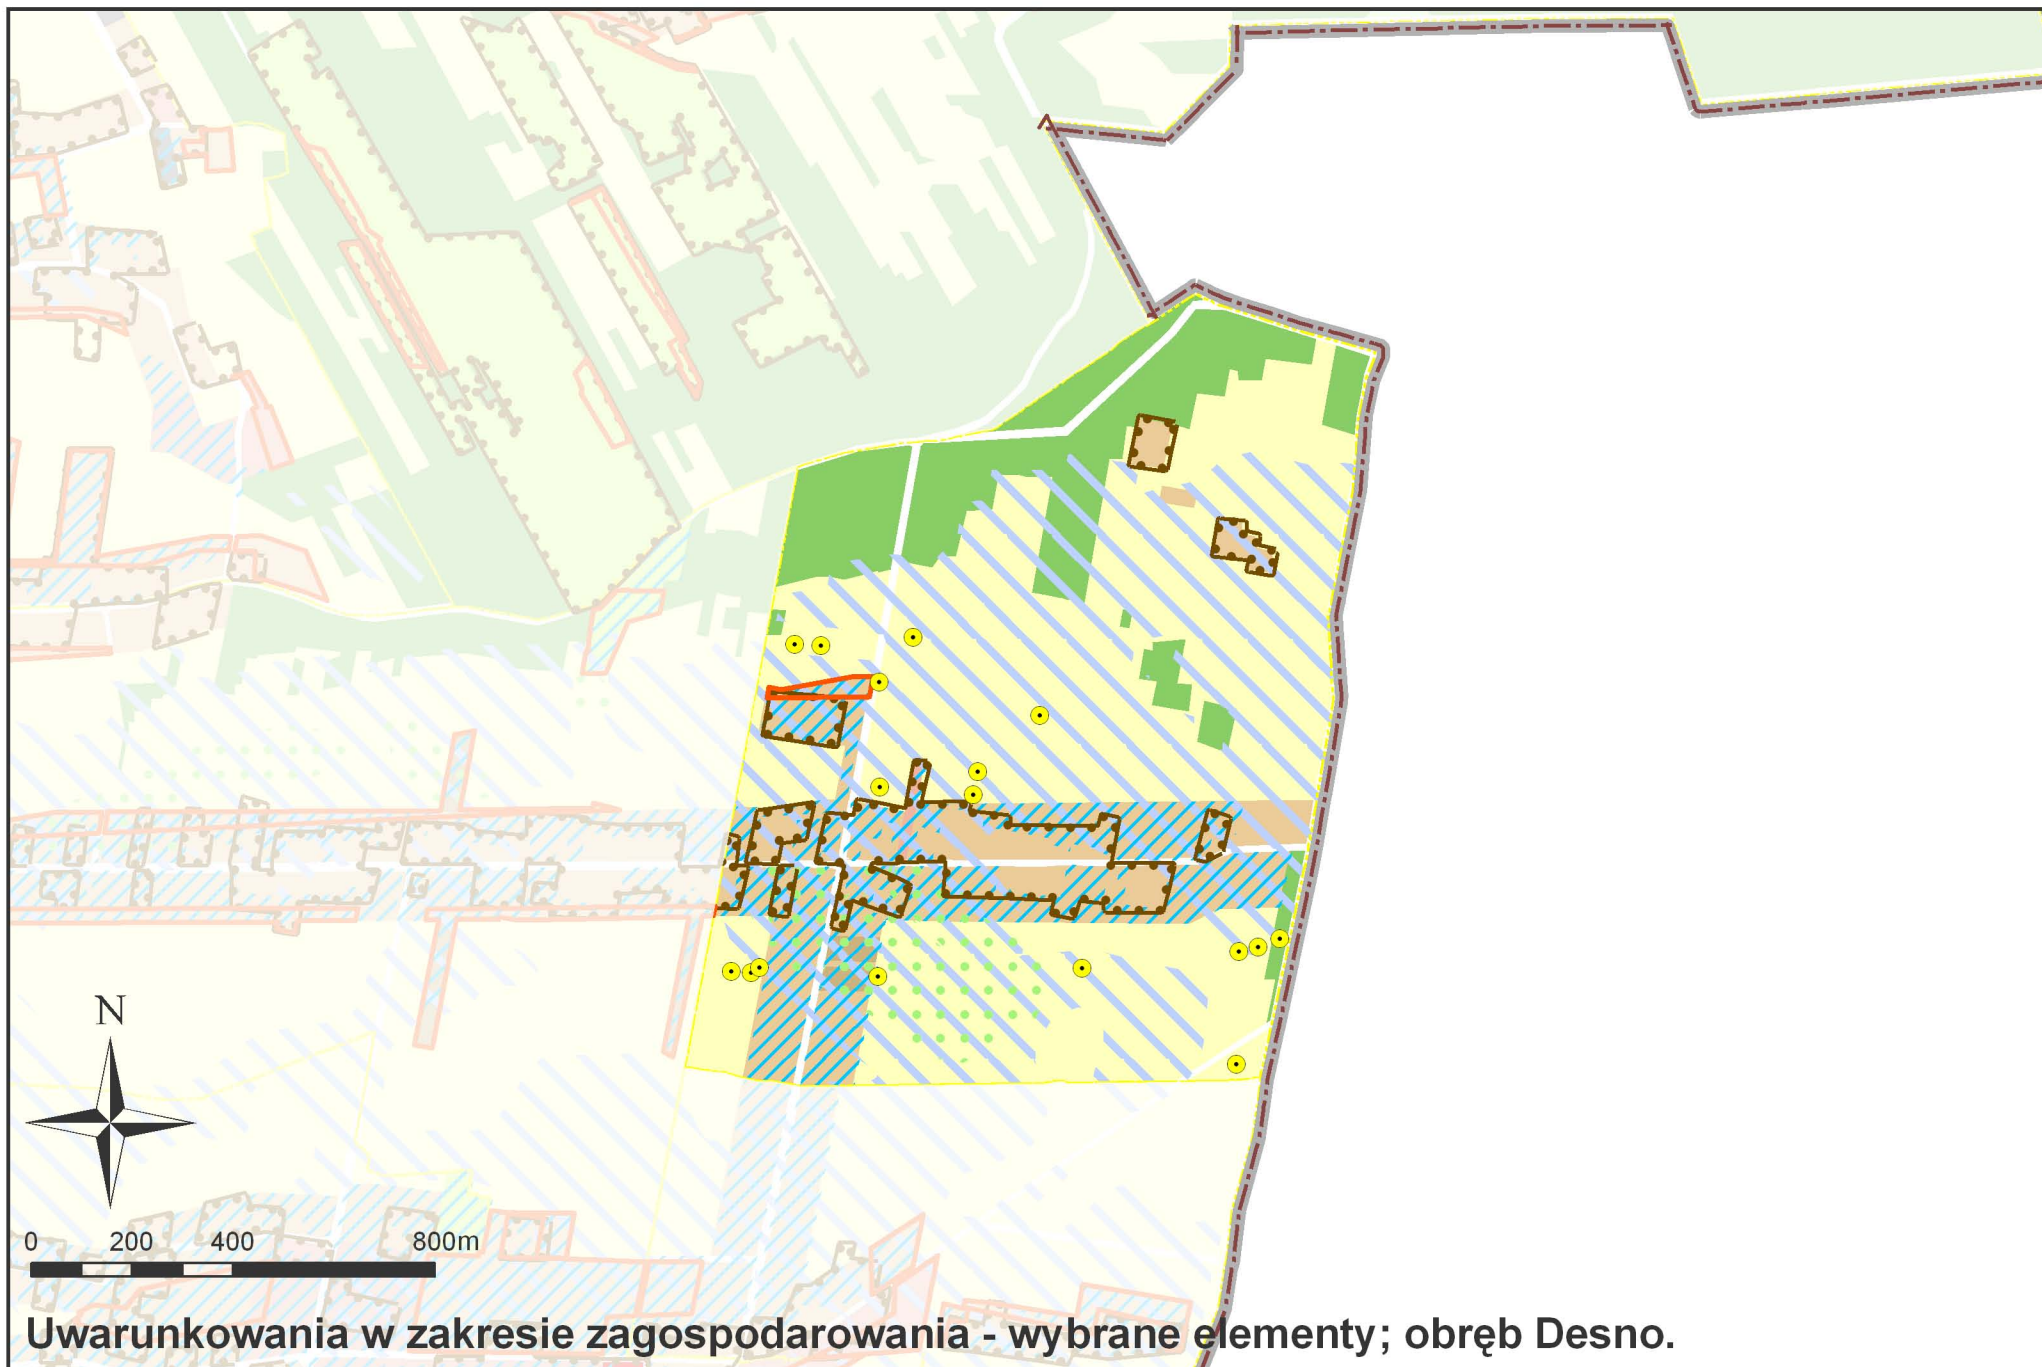 N
0 200 400 800m
Uwarunkowania w zakresie zagospodarowania - wybrane elementy; obręb Desno.